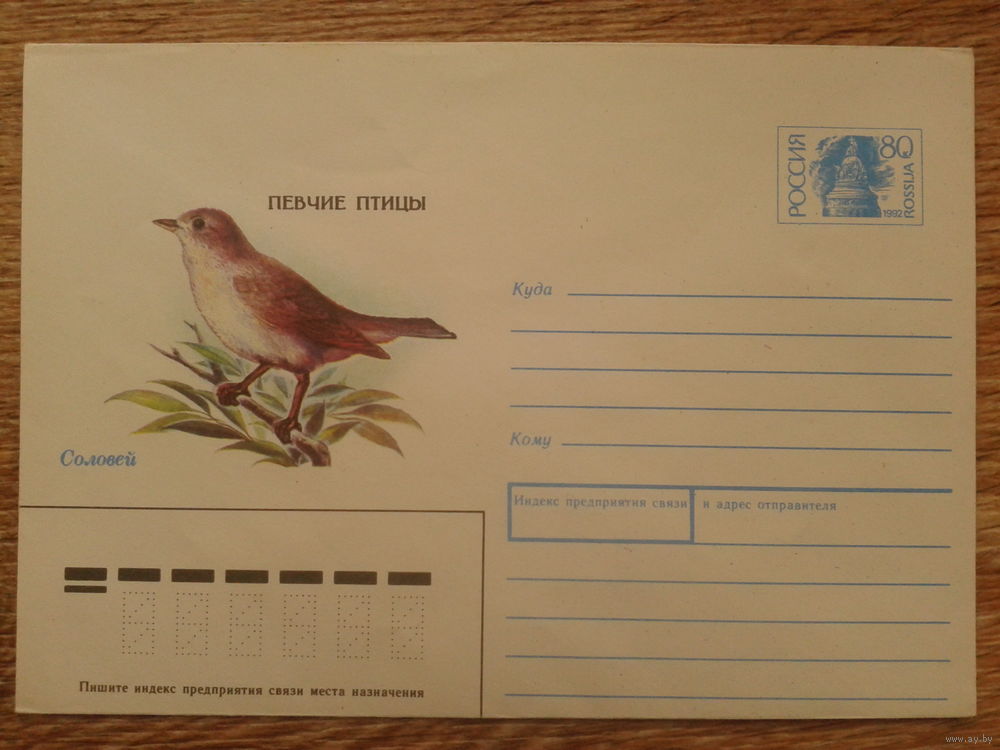 РОССИЯ
80к
1992
ROSSIJA
ПЕВЧИЕ ПТИЦЫ
Соловей
Куда
Кому
Индекс предприятия связи и адрес отправителя
Пишите индекс предприятия связи места назначения
www.ay.by